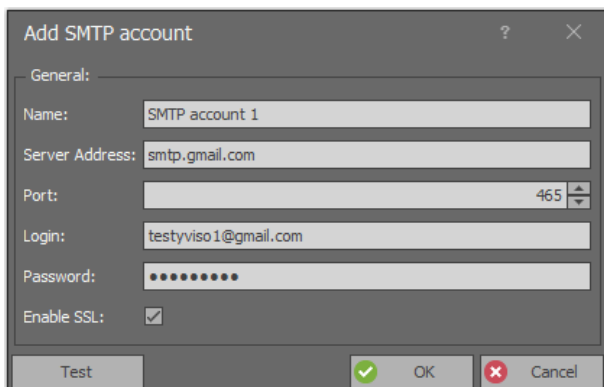 Add SMTP account ?
General:
Name: SMTP account 1
Server Address: smtp.gmail.com
Port: 465
Login: testyviso1@gmail.com
Password: •••••••••
Enable SSL:
Test OK Cancel